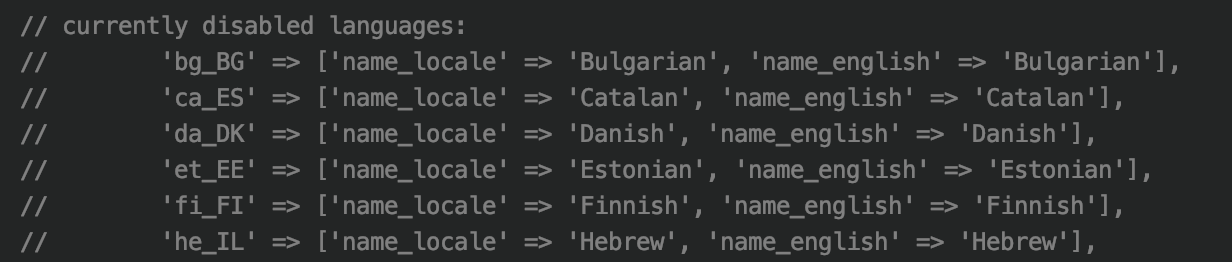 // currently disabled languages:
//        'bg_BG' => ['name_locale' => 'Bulgarian', 'name_english' => 'Bulgarian'],
//        'ca_ES' => ['name_locale' => 'Catalan', 'name_english' => 'Catalan'],
//        'da_DK' => ['name_locale' => 'Danish', 'name_english' => 'Danish'],
//        'et_EE' => ['name_locale' => 'Estonian', 'name_english' => 'Estonian'],
//        'fi_FI' => ['name_locale' => 'Finnish', 'name_english' => 'Finnish'],
//        'he_IL' => ['name_locale' => 'Hebrew', 'name_english' => 'Hebrew'],